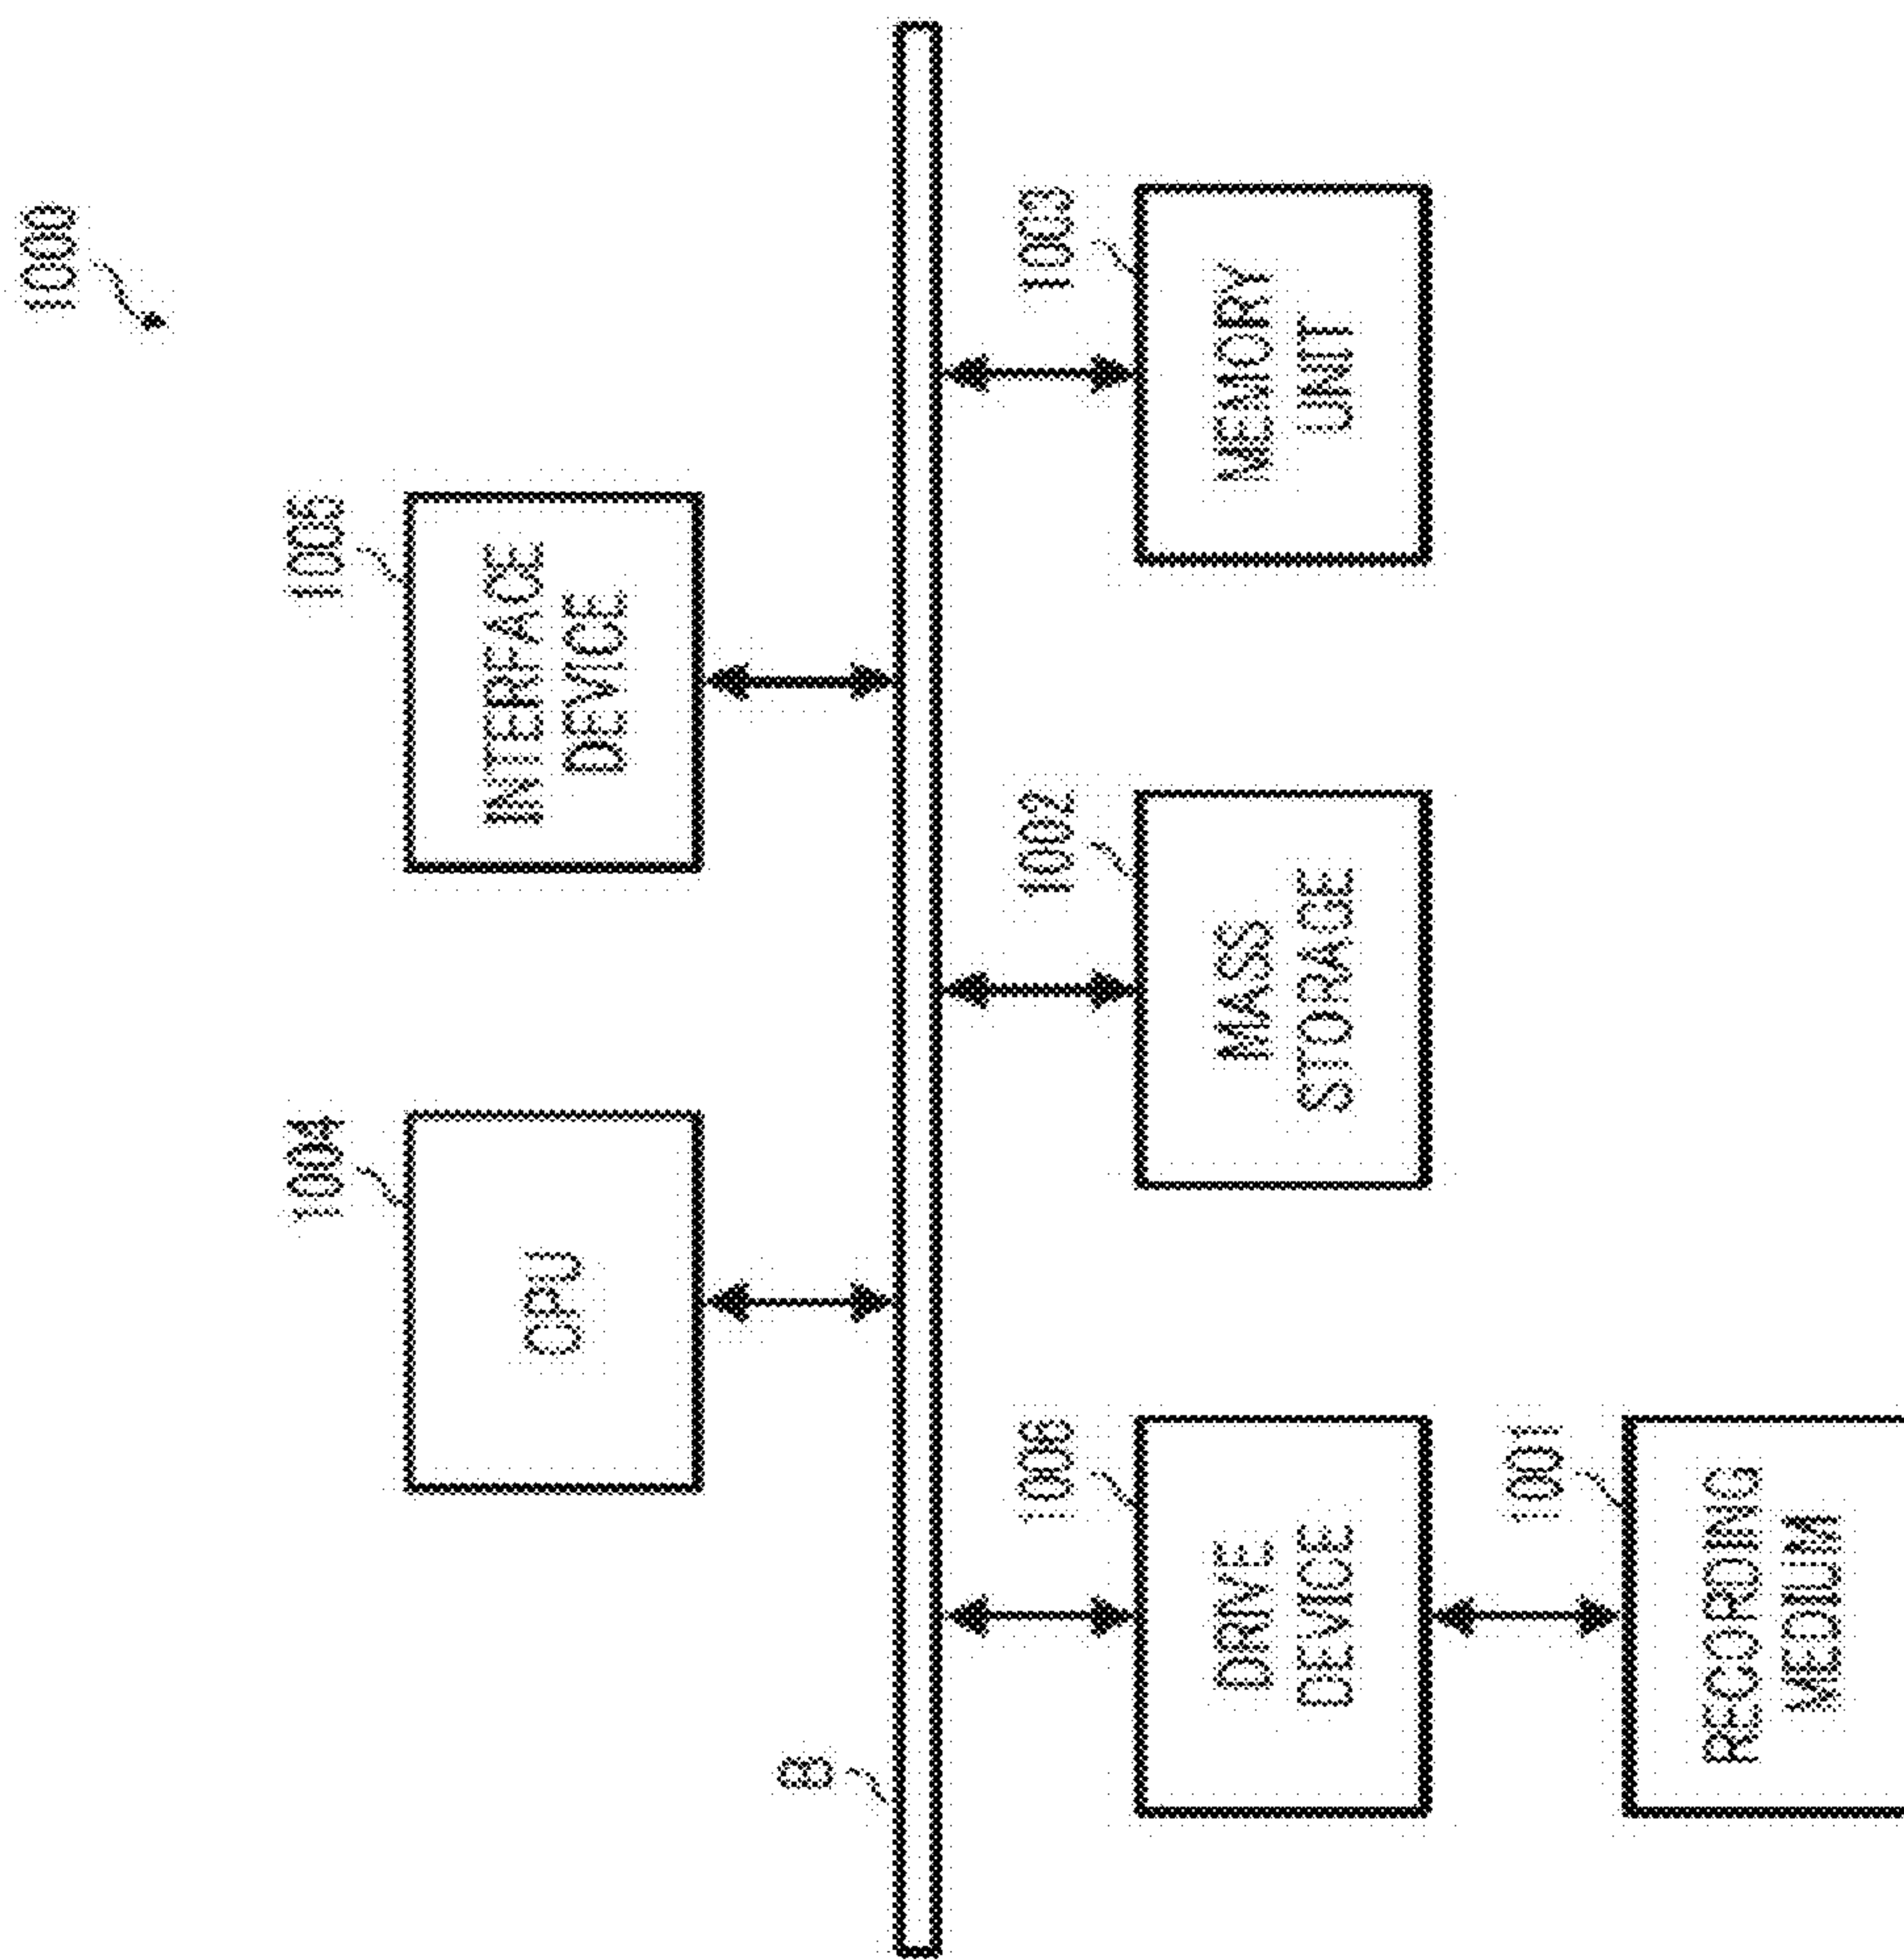 1000
1004
CPU
1005
INTERFACE
DEVICE
B
1006
DRIVE
DEVICE
1002
MASS
STORAGE
1003
MEMORY
UNIT
1001
RECORDING
MEDIUM